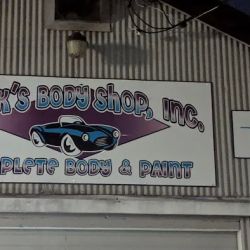 K'S BODY SHOP, INC.
PLETE BODY & PAINT